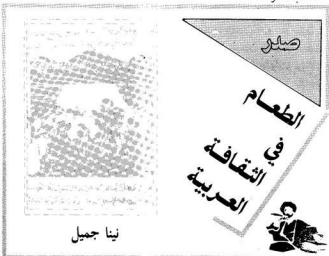 صدر
الطعام
في
الثقافة
العربية
نينا جميل